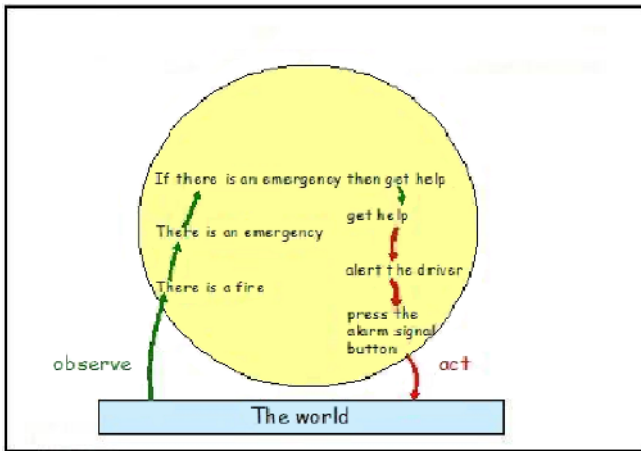 If there is an emergency then get help
get help
There is an emergency
alert the driver
There is a fire
press the
alarm signal
button
observe
act
The world